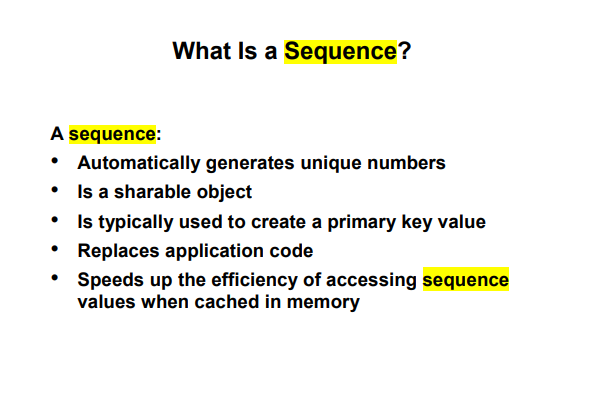 What Is a Sequence?
A sequence:
• Automatically generates unique numbers
• Is a sharable object
• Is typically used to create a primary key value
• Replaces application code
• Speeds up the efficiency of accessing sequence
values when cached in memory